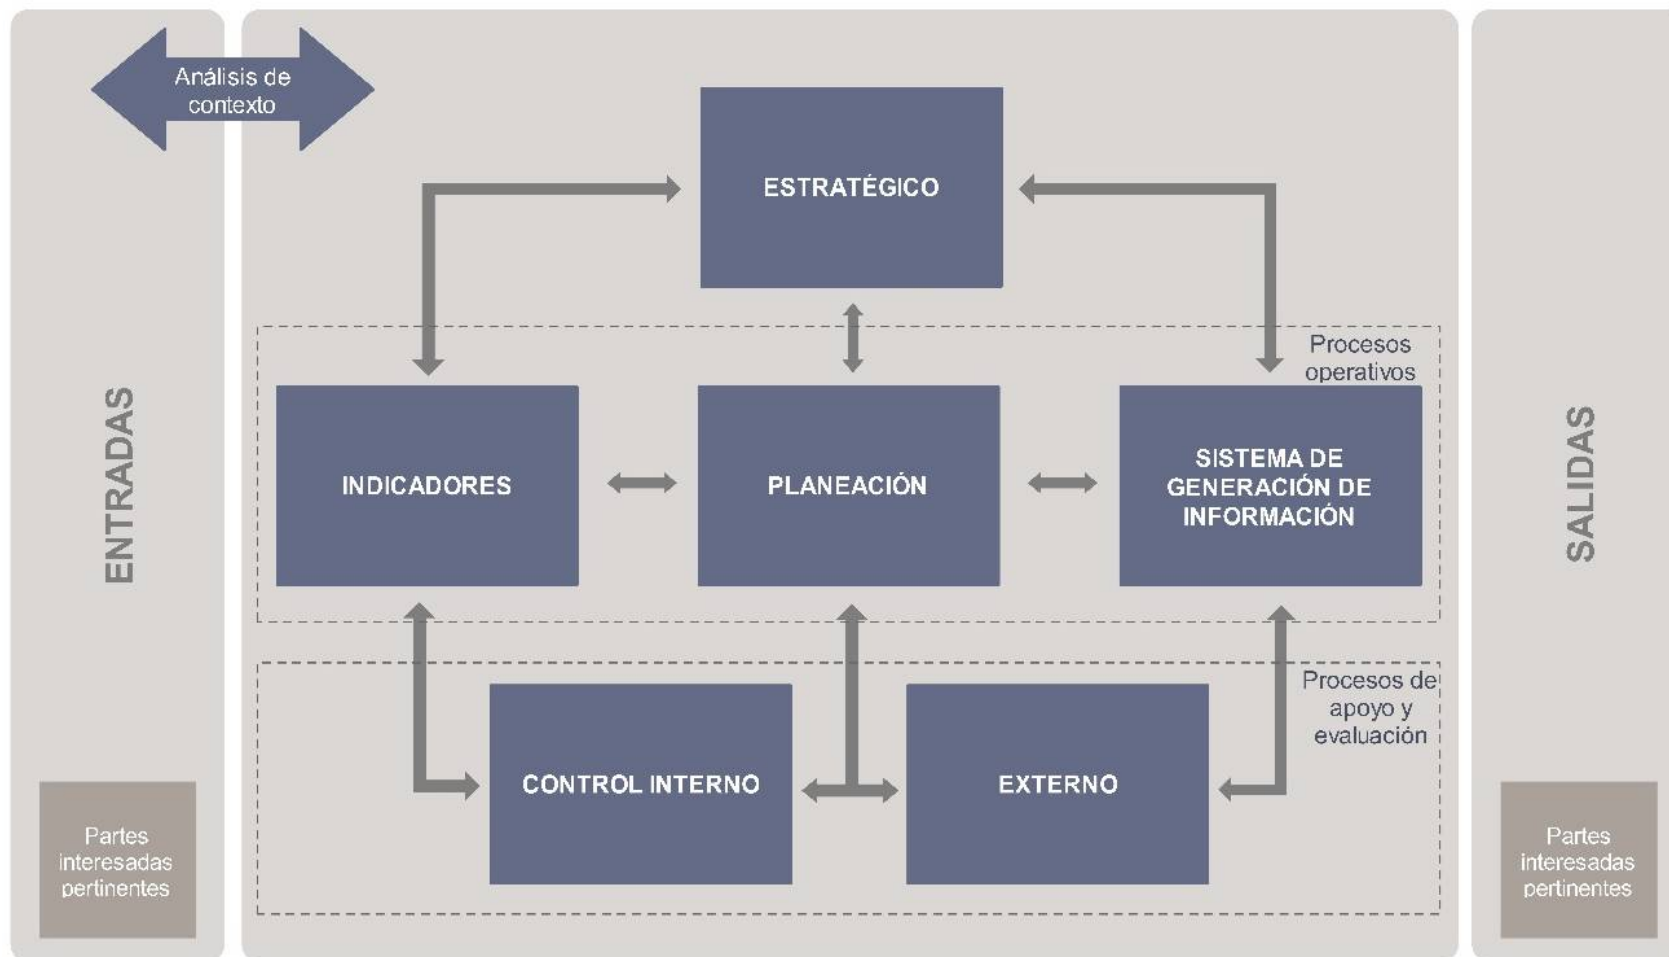 Análisis de
contexto
ENTRADAS
Partes
interesadas
pertinentes
ESTRATÉGICO
Procesos
operativos
INDICADORES
PLANEACIÓN
SISTEMA DE
GENERACIÓN DE
INFORMACIÓN
Procesos de
apoyo y
evaluación
CONTROL INTERNO
EXTERNO
SALIDAS
Partes
interesadas
pertinentes